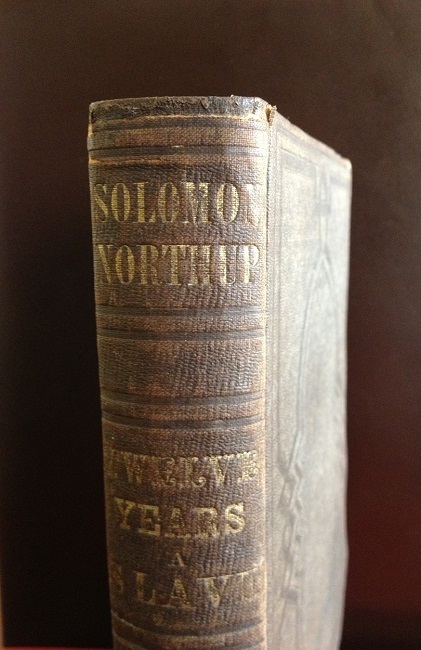 SOLOMON
NORTHUP
TWELVE
YEARS
A
SLAVE